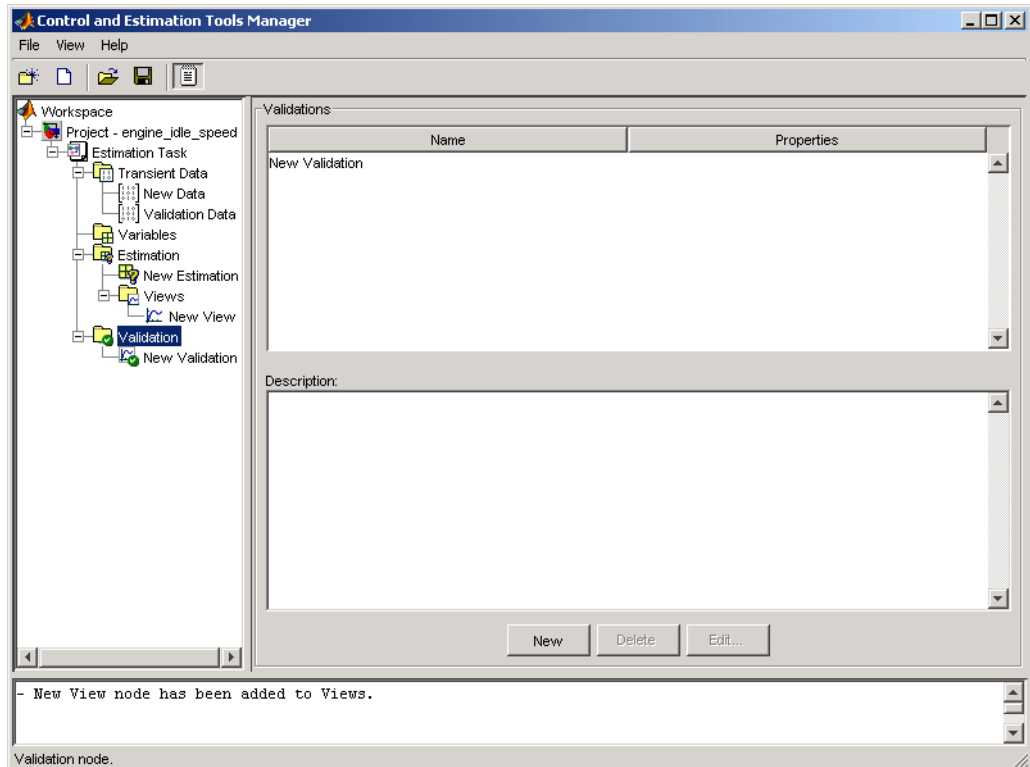 Control and Estimation Tools Manager
File View Help
Workspace
Project - engine_idle_speed
Estimation Task
Transient Data
New Data
Validation Data
Variables
Estimation
New Estimation
Views
New View
Validation
New Validation
Validations
Name Properties
New Validation
Description:
New Delete Edit...
- New View node has been added to Views.
Validation node.